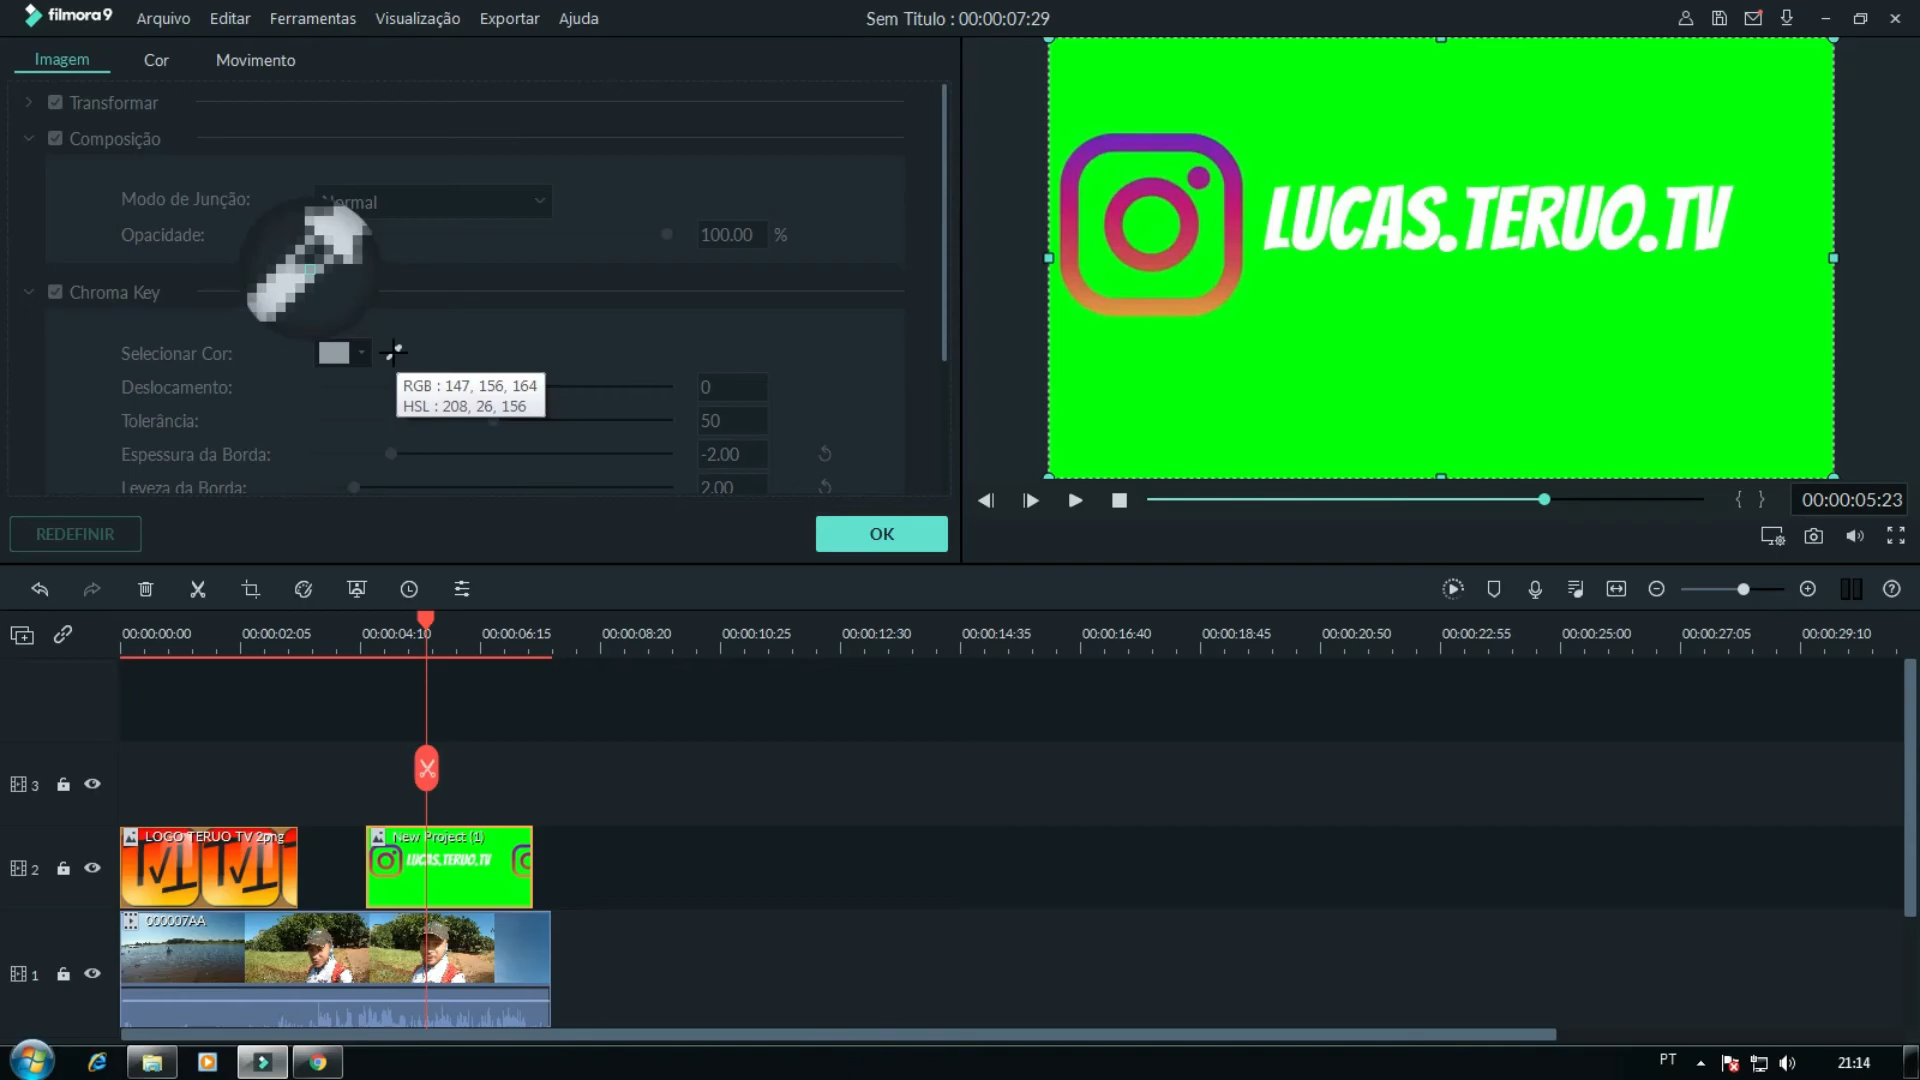 filmora9 Arquivo Editar Ferramentas Visualização Exportar Ajuda Sem Titulo : 00:00:07:29
Imagem Cor Movimento
Transformar
Composição
Modo de Junção: Normal
Opacidade: 100.00 %
Chroma Key
Selecionar Cor:
RGB : 147, 156, 164
HSL : 208, 26, 156
Deslocamento: 0
Tolerância: 50
Espessura da Borda: -2.00
Leveza da Borda: 2.00
REDEFINIR OK
LUCAS.TERUO.TV
{ } 00:00:05:23
00:00:00:00 00:00:02:05 00:00:04:10 00:00:06:15 00:00:08:20 00:00:10:25 00:00:12:30 00:00:14:35 00:00:16:40 00:00:18:45 00:00:20:50 00:00:22:55 00:00:25:00 00:00:27:05 00:00:29:10
3
2 LOGO TERUO TV 2png New Project (1)
LUCAS.TERUO.TV
000007AA
1
PT 21:14